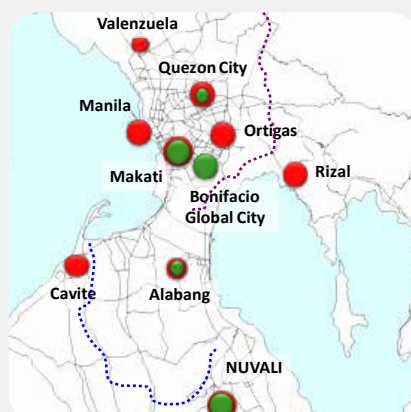 Valenzuela
Quezon City
Manila
Ortigas
Makati
Rizal
Bonifacio
Global City
Cavite
Alabang
NUVALI